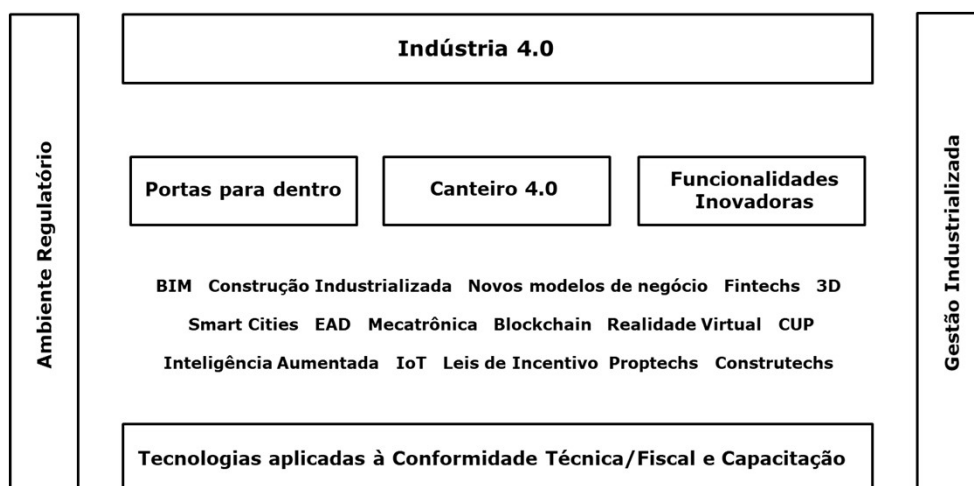 Ambiente Regulatório
Indústria 4.0
Portas para dentro
Canteiro 4.0
Funcionalidades
Inovadoras
BIM Construção Industrializada Novos modelos de negócio Fintechs 3D
Smart Cities EAD Mecatrônica Blockchain Realidade Virtual CUP
Inteligência Aumentada IoT Leis de Incentivo Proptechs Construtechs
Tecnologias aplicadas à Conformidade Técnica/Fiscal e Capacitação
Gestão Industrializada